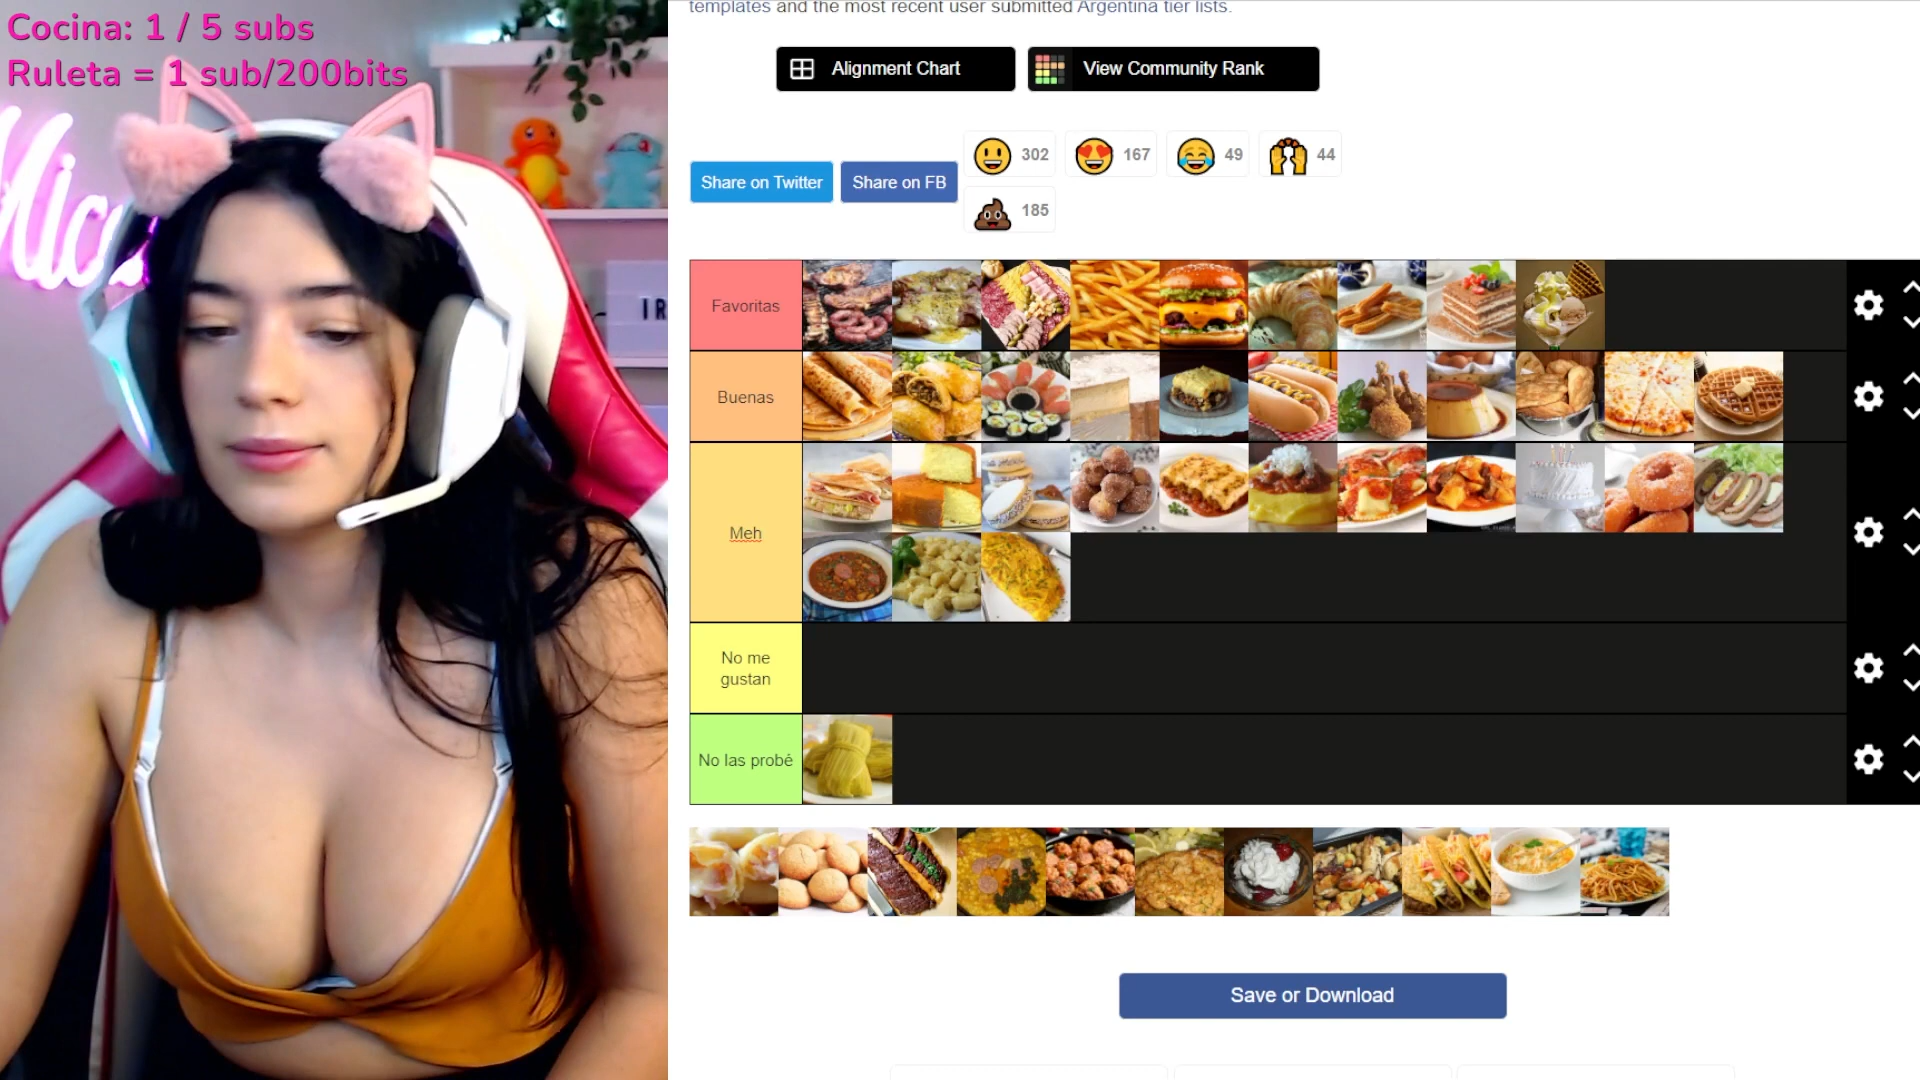 Cocina: 1 / 5 subs
Ruleta = 1 sub/200bits
templates and the most recent user submitted Argentina tier lists.
Alignment Chart
View Community Rank
Share on Twitter
Share on FB
302
167
49
44
185
Favoritas
Buenas
Meh
No me
gustan
No las probé
Save or Download